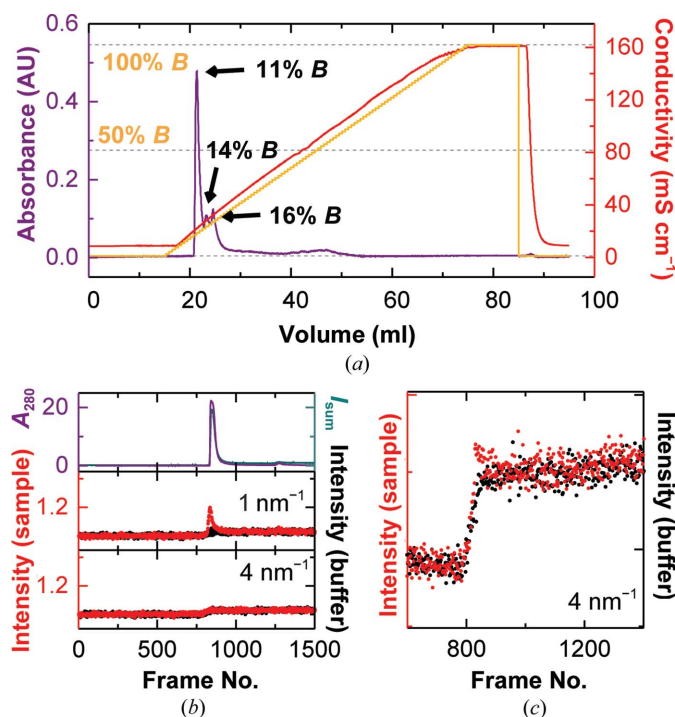 Absorbance (AU)
0.6
0.4
0.2
0.0
100% B
50% B
11% B
14% B
16% B
160
120
80
40
0
Conductivity (mS cm−1)
0 20 40 60 80 100
Volume (ml)
(a)
A280
20
0
Isum
Intensity (sample)
1.2
1 nm−1
1.2
4 nm−1
Intensity (buffer)
0 500 1000 1500
Frame No.
(b)
Intensity (sample)
4 nm−1
Intensity (buffer)
800 1200
Frame No.
(c)